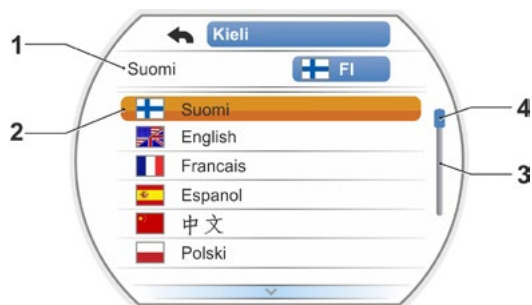 Kieli
1
Suomi
FI
2
Suomi
4
English
Francais
3
Espanol
中文
Polski